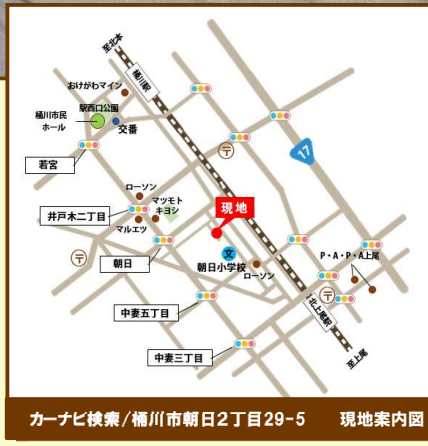 至北本
桶川駅
おけがわマイン
駅西口公園
桶川市民
ホール
交番
〒
17
若宮
ローソン
マツモト
キヨシ
現地
井戸木二丁目
マルエツ
文
P・A・P・A上尾
朝日
朝日小学校
〒
ローソン
〒
中妻五丁目
北上尾駅
中妻三丁目
至上尾
カーナビ検索/桶川市朝日2丁目29-5 現地案内図